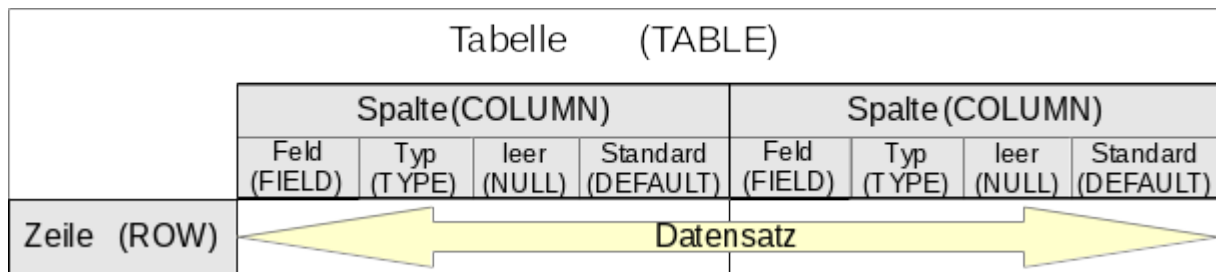 Tabelle (TABLE)
Spalte(COLUMN) Spalte(COLUMN)
Feld Typ leer Standard Feld Typ leer Standard
(FIELD) (TYPE) (NULL) (DEFAULT) (FIELD) (TYPE) (NULL) (DEFAULT)
Zeile (ROW) Datensatz